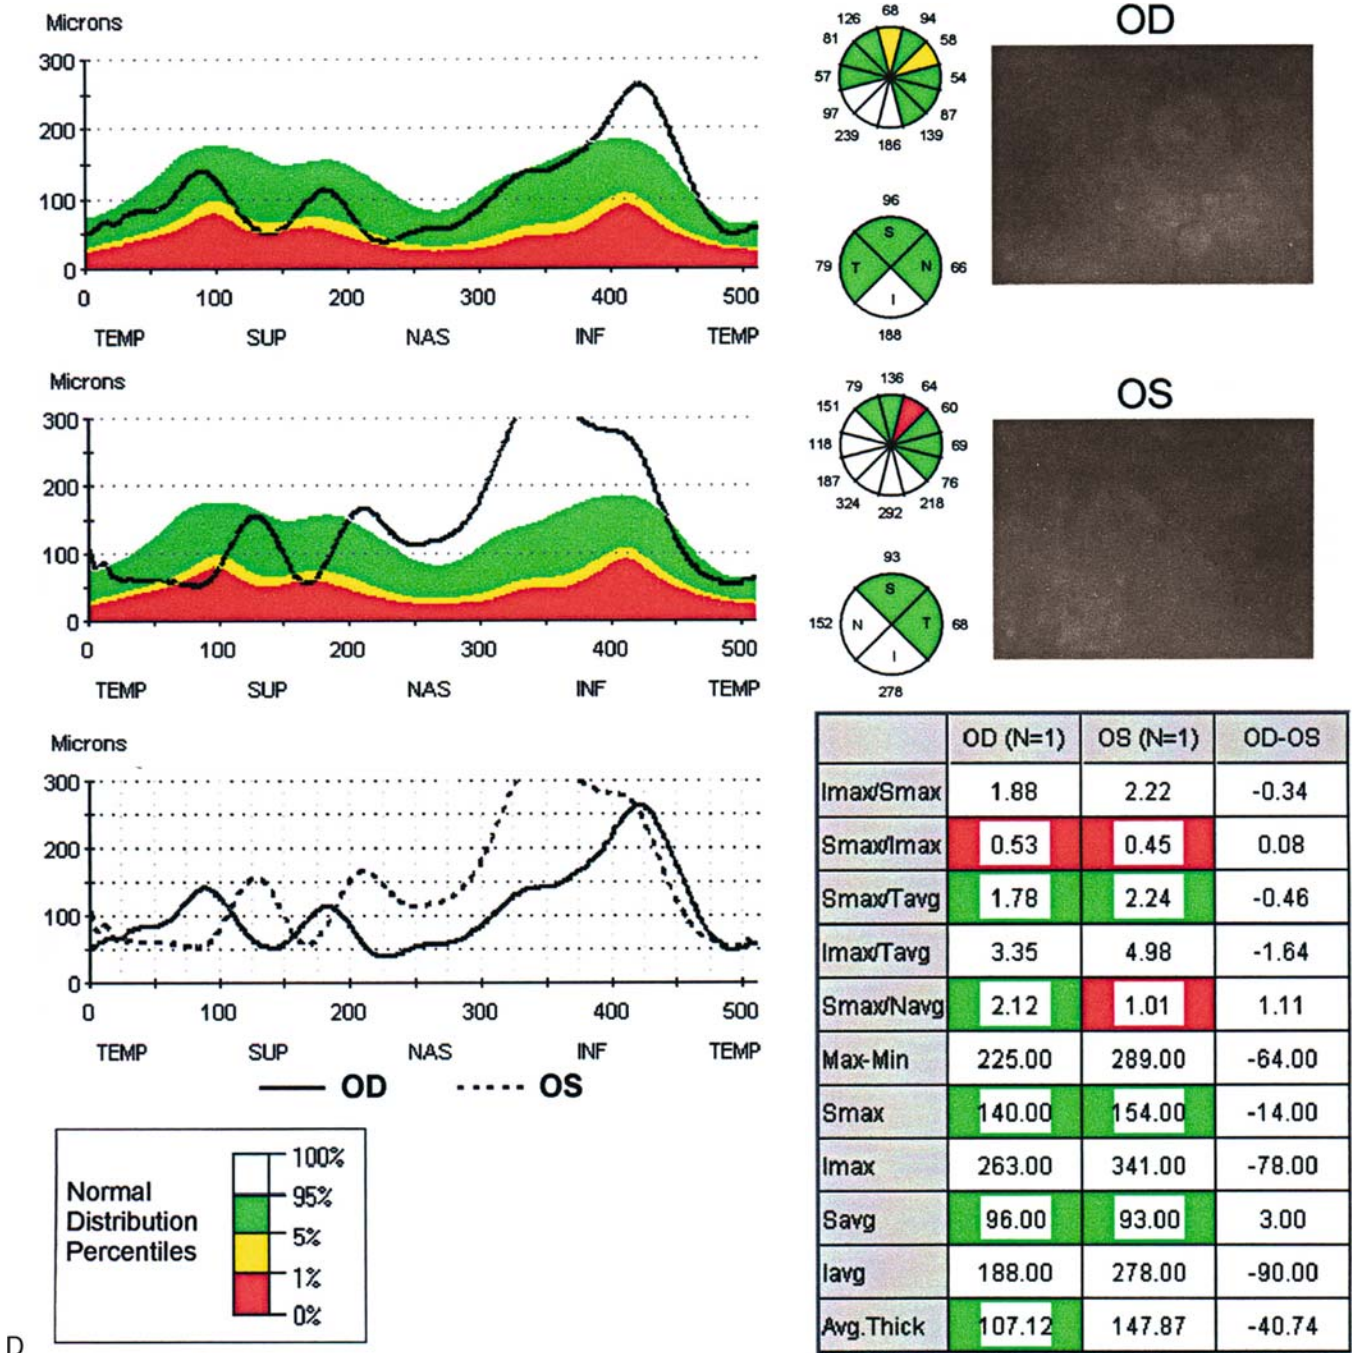 Microns
300
200
100
0
0 100 200 300 400 500
TEMP SUP NAS INF TEMP
126 68 94
81 58
57 54
97 87
239 186 139
96
79 T S N 66
I
188
OD
Microns
300
200
100
0
0 100 200 300 400 500
TEMP SUP NAS INF TEMP
79 136 64
151 60
118 69
187 76
324 292 218
93
152 N S T 68
I
278
OS
Microns
300
200
100
0
0 100 200 300 400 500
TEMP SUP NAS INF TEMP
OD OS
Normal
Distribution
Percentiles
100%
95%
5%
1%
0%
OD (N=1) OS (N=1) OD-OS
Imax/Smax 1.88 2.22 -0.34
Smax/Imax 0.53 0.45 0.08
Smax/Tavg 1.78 2.24 -0.46
Imax/Tavg 3.35 4.98 -1.64
Smax/Navg 2.12 1.01 1.11
Max-Min 225.00 289.00 -64.00
Smax 140.00 154.00 -14.00
Imax 263.00 341.00 -78.00
Savg 96.00 93.00 3.00
Iavg 188.00 278.00 -90.00
Avg.Thick 107.12 147.87 -40.74
D